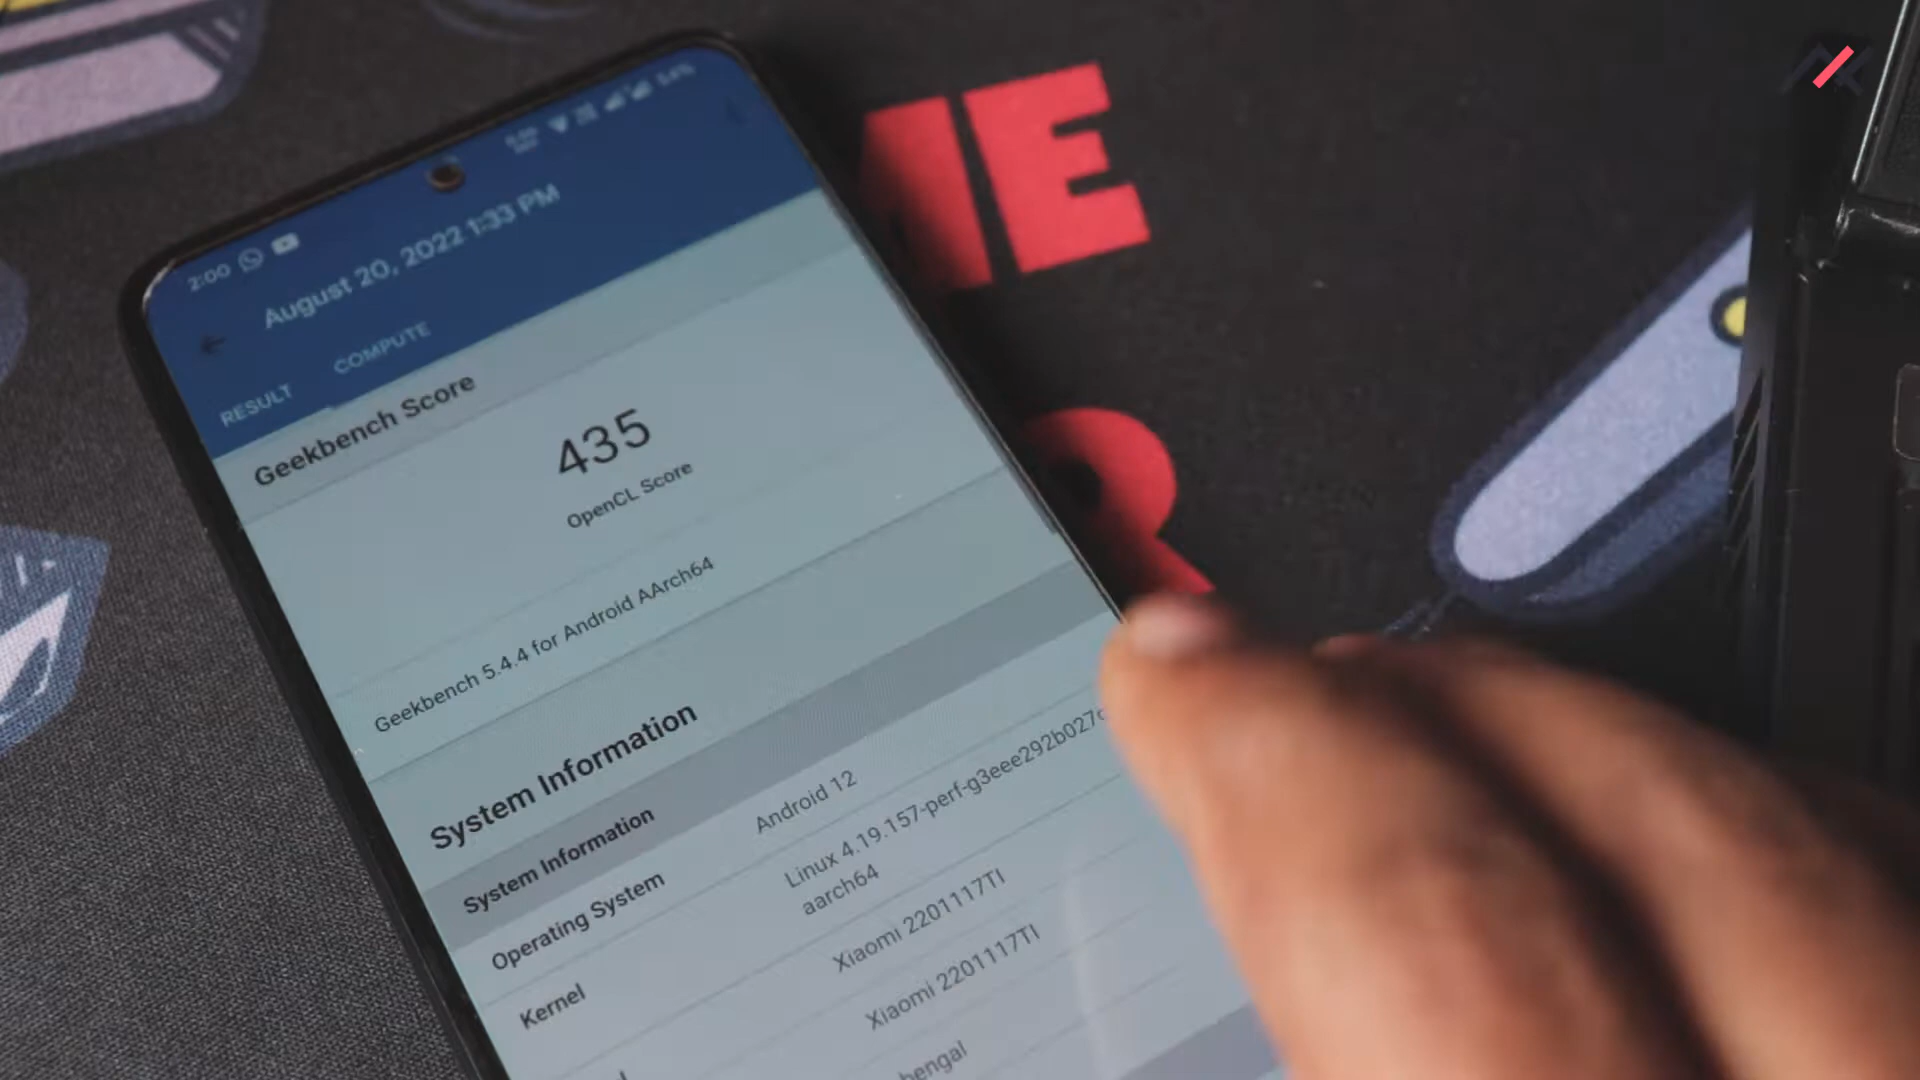 2:00
August 20, 2022 1:33 PM
RESULT
COMPUTE
Geekbench Score
435
OpenCL Score
Geekbench 5.4.4 for Android AArch64
System Information
System Information
Operating System
Android 12
Kernel
Linux 4.19.157-perf-g3eee292b027
aarch64
Xiaomi 2201117TI
Xiaomi 2201117TI
bengal
ME
R